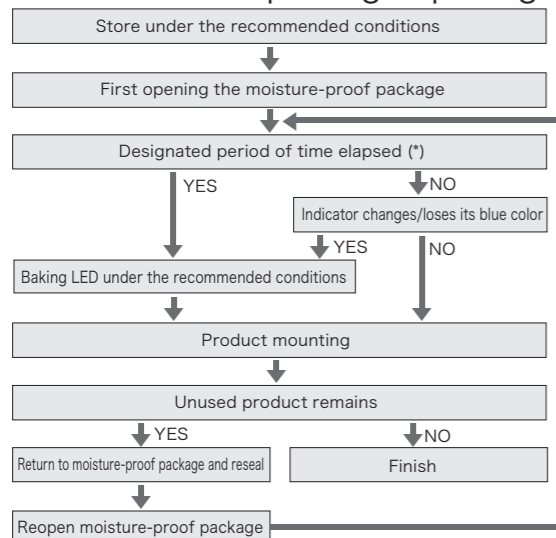 Store under the recommended conditions
First opening the moisture-proof package
Designated period of time elapsed (*)
YES
NO
Indicator changes/loses its blue color
YES
NO
Baking LED under the recommended conditions
Product mounting
Unused product remains
YES
NO
Return to moisture-proof package and reseal
Finish
Reopen moisture-proof package